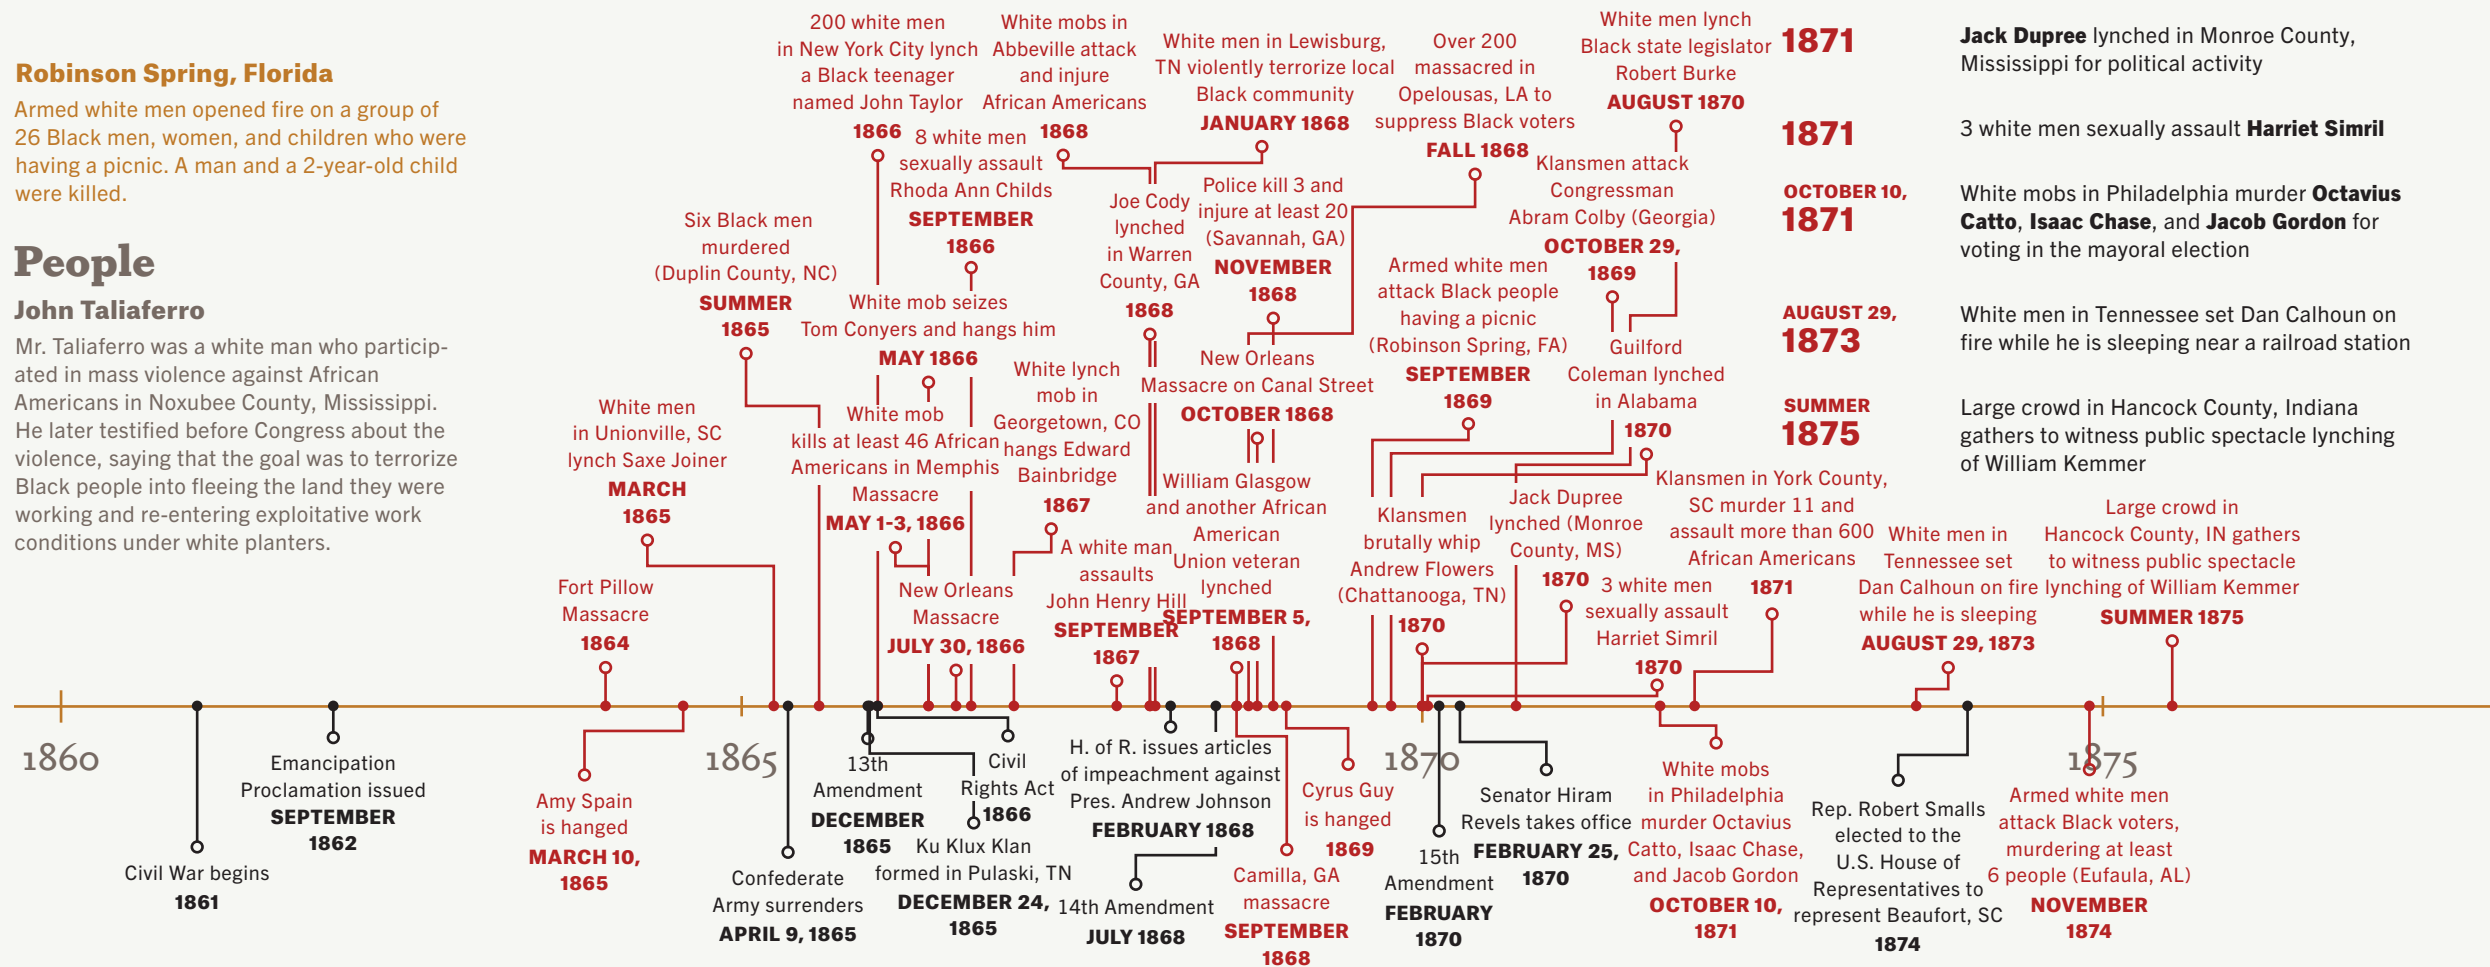 Robinson Spring, Florida
Armed white men opened fire on a group of
26 Black men, women, and children who were
having a picnic. A man and a 2-year-old child
were killed.
People
John Taliaferro
Mr. Taliaferro was a white man who particip-
ated in mass violence against African
Americans in Noxubee County, Mississippi.
He later testified before Congress about the
violence, saying that the goal was to terrorize
Black people into fleeing the land they were
working and re-entering exploitative work
conditions under white planters.
White men
in Unionville, SC
lynch Saxe Joiner
MARCH
1865
Fort Pillow
Massacre
1864
Six Black men
murdered
(Duplin County, NC)
SUMMER
1865
200 white men
in New York City lynch
a Black teenager
named John Taylor
1866
8 white men
sexually assault
Rhoda Ann Childs
SEPTEMBER
1866
White mob seizes
Tom Conyers and hangs him
MAY 1866
White mob
kills at least 46 African
Americans in Memphis
Massacre
MAY 1-3, 1866
New Orleans
Massacre
JULY 30, 1866
White lynch
mob in
Georgetown, CO
hangs Edward
Bainbridge
1867
A white man
assaults
John Henry Hill
SEPTEMBER
1867
White mobs in
Abbeville attack
and injure
African Americans
1868
White men in Lewisburg,
TN violently terrorize local
Black community
JANUARY 1868
Joe Cody
lynched
in Warren
County, GA
1868
Police kill 3 and
injure at least 20
(Savannah, GA)
NOVEMBER
1868
New Orleans
Massacre on Canal Street
OCTOBER 1868
William Glasgow
and another African
American
Union veteran
lynched
SEPTEMBER 5,
1868
Over 200
massacred in
Opelousas, LA to
suppress Black voters
FALL 1868
White men lynch
Black state legislator
Robert Burke
AUGUST 1870
Klansmen attack
Congressman
Abram Colby (Georgia)
OCTOBER 29,
1869
Armed white men
attack Black people
having a picnic
(Robinson Spring, FA)
SEPTEMBER
1869
Guilford
Coleman lynched
in Alabama
1870
Klansmen
brutally whip
Andrew Flowers
(Chattanooga, TN)
1870
Jack Dupree
lynched (Monroe
County, MS)
1870
3 white men
sexually assault
Harriet Simril
1870
Klansmen in York County,
SC murder 11 and
assault more than 600
African Americans
1871
White men in
Tennessee set
Dan Calhoun on fire
while he is sleeping
AUGUST 29, 1873
Large crowd in
Hancock County, IN gathers
to witness public spectacle
lynching of William Kemmer
SUMMER 1875
1871
Jack Dupree lynched in Monroe County,
Mississippi for political activity
1871
3 white men sexually assault Harriet Simril
OCTOBER 10,
1871
White mobs in Philadelphia murder Octavius
Catto, Isaac Chase, and Jacob Gordon for
voting in the mayoral election
AUGUST 29,
1873
White men in Tennessee set Dan Calhoun on
fire while he is sleeping near a railroad station
SUMMER
1875
Large crowd in Hancock County, Indiana
gathers to witness public spectacle lynching
of William Kemmer
1860
1865
1870
1875
Civil War begins
1861
Emancipation
Proclamation issued
SEPTEMBER
1862
Amy Spain
is hanged
MARCH 10,
1865
Confederate
Army surrenders
APRIL 9, 1865
13th
Amendment
DECEMBER
1865
Civil
Rights Act
1866
Ku Klux Klan
formed in Pulaski, TN
DECEMBER 24,
1865
H. of R. issues articles
of impeachment against
Pres. Andrew Johnson
FEBRUARY 1868
14th Amendment
JULY 1868
Camilla, GA
massacre
SEPTEMBER
1868
Cyrus Guy
is hanged
1869
15th
Amendment
FEBRUARY
1870
Senator Hiram
Revels takes office
FEBRUARY 25,
1870
White mobs
in Philadelphia
murder Octavius
Catto, Isaac Chase,
and Jacob Gordon
OCTOBER 10,
1871
Rep. Robert Smalls
elected to the
U.S. House of
Representatives to
represent Beaufort, SC
1874
Armed white men
attack Black voters,
murdering at least
6 people (Eufaula, AL)
NOVEMBER
1874